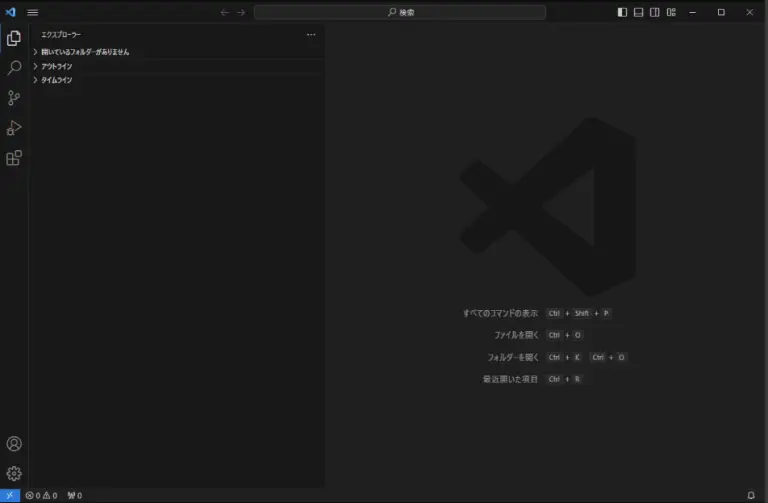 検索
エクスプローラー
開いているフォルダーがありません
アウトライン
タイムライン
すべてのコマンドの表示 Ctrl + Shift + P
ファイルを開く Ctrl + O
フォルダーを開く Ctrl + K Ctrl + O
最近開いた項目 Ctrl + R
0 0 0